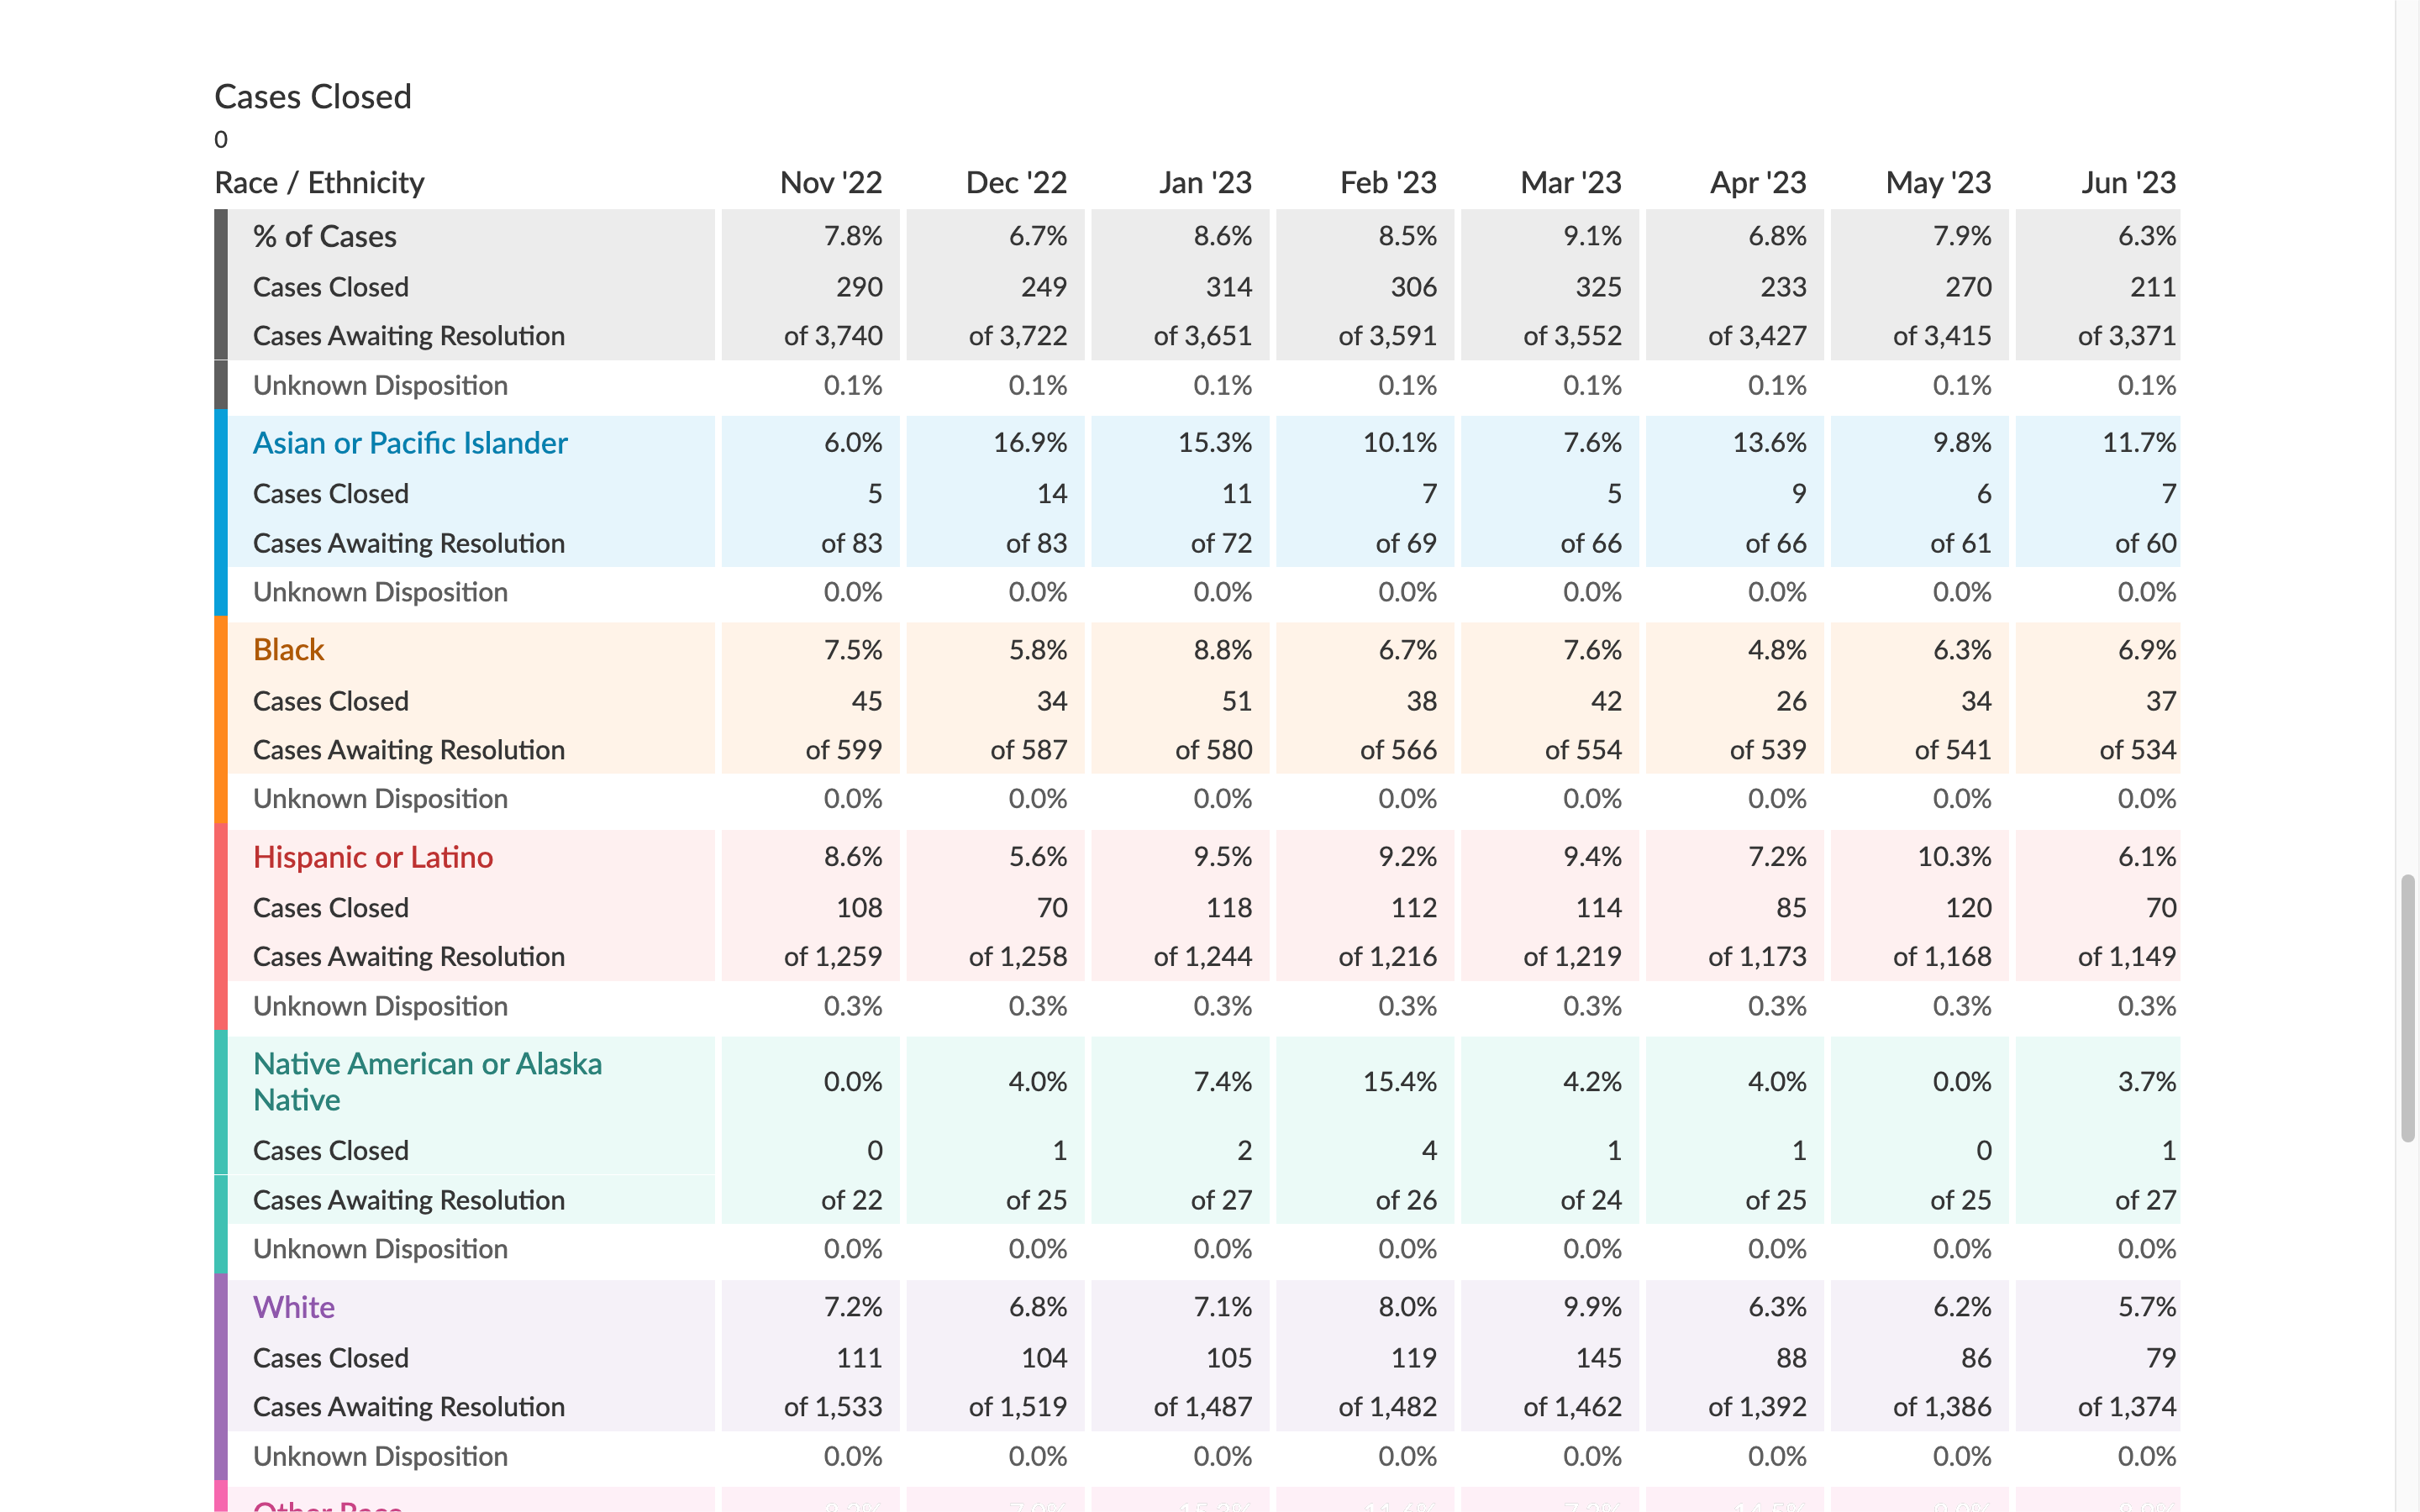 Cases Closed
0
Race / Ethnicity Nov '22 Dec '22 Jan '23 Feb '23 Mar '23 Apr '23 May '23 Jun '23
% of Cases 7.8% 6.7% 8.6% 8.5% 9.1% 6.8% 7.9% 6.3%
Cases Closed 290 249 314 306 325 233 270 211
Cases Awaiting Resolution of 3,740 of 3,722 of 3,651 of 3,591 of 3,552 of 3,427 of 3,415 of 3,371
Unknown Disposition 0.1% 0.1% 0.1% 0.1% 0.1% 0.1% 0.1% 0.1%
Asian or Pacific Islander 6.0% 16.9% 15.3% 10.1% 7.6% 13.6% 9.8% 11.7%
Cases Closed 5 14 11 7 5 9 6 7
Cases Awaiting Resolution of 83 of 83 of 72 of 69 of 66 of 66 of 61 of 60
Unknown Disposition 0.0% 0.0% 0.0% 0.0% 0.0% 0.0% 0.0% 0.0%
Black 7.5% 5.8% 8.8% 6.7% 7.6% 4.8% 6.3% 6.9%
Cases Closed 45 34 51 38 42 26 34 37
Cases Awaiting Resolution of 599 of 587 of 580 of 566 of 554 of 539 of 541 of 534
Unknown Disposition 0.0% 0.0% 0.0% 0.0% 0.0% 0.0% 0.0% 0.0%
Hispanic or Latino 8.6% 5.6% 9.5% 9.2% 9.4% 7.2% 10.3% 6.1%
Cases Closed 108 70 118 112 114 85 120 70
Cases Awaiting Resolution of 1,259 of 1,258 of 1,244 of 1,216 of 1,219 of 1,173 of 1,168 of 1,149
Unknown Disposition 0.3% 0.3% 0.3% 0.3% 0.3% 0.3% 0.3% 0.3%
Native American or Alaska
Native 0.0% 4.0% 7.4% 15.4% 4.2% 4.0% 0.0% 3.7%
Cases Closed 0 1 2 4 1 1 0 1
Cases Awaiting Resolution of 22 of 25 of 27 of 26 of 24 of 25 of 25 of 27
Unknown Disposition 0.0% 0.0% 0.0% 0.0% 0.0% 0.0% 0.0% 0.0%
White 7.2% 6.8% 7.1% 8.0% 9.9% 6.3% 6.2% 5.7%
Cases Closed 111 104 105 119 145 88 86 79
Cases Awaiting Resolution of 1,533 of 1,519 of 1,487 of 1,482 of 1,462 of 1,392 of 1,386 of 1,374
Unknown Disposition 0.0% 0.0% 0.0% 0.0% 0.0% 0.0% 0.0% 0.0%
Other Race